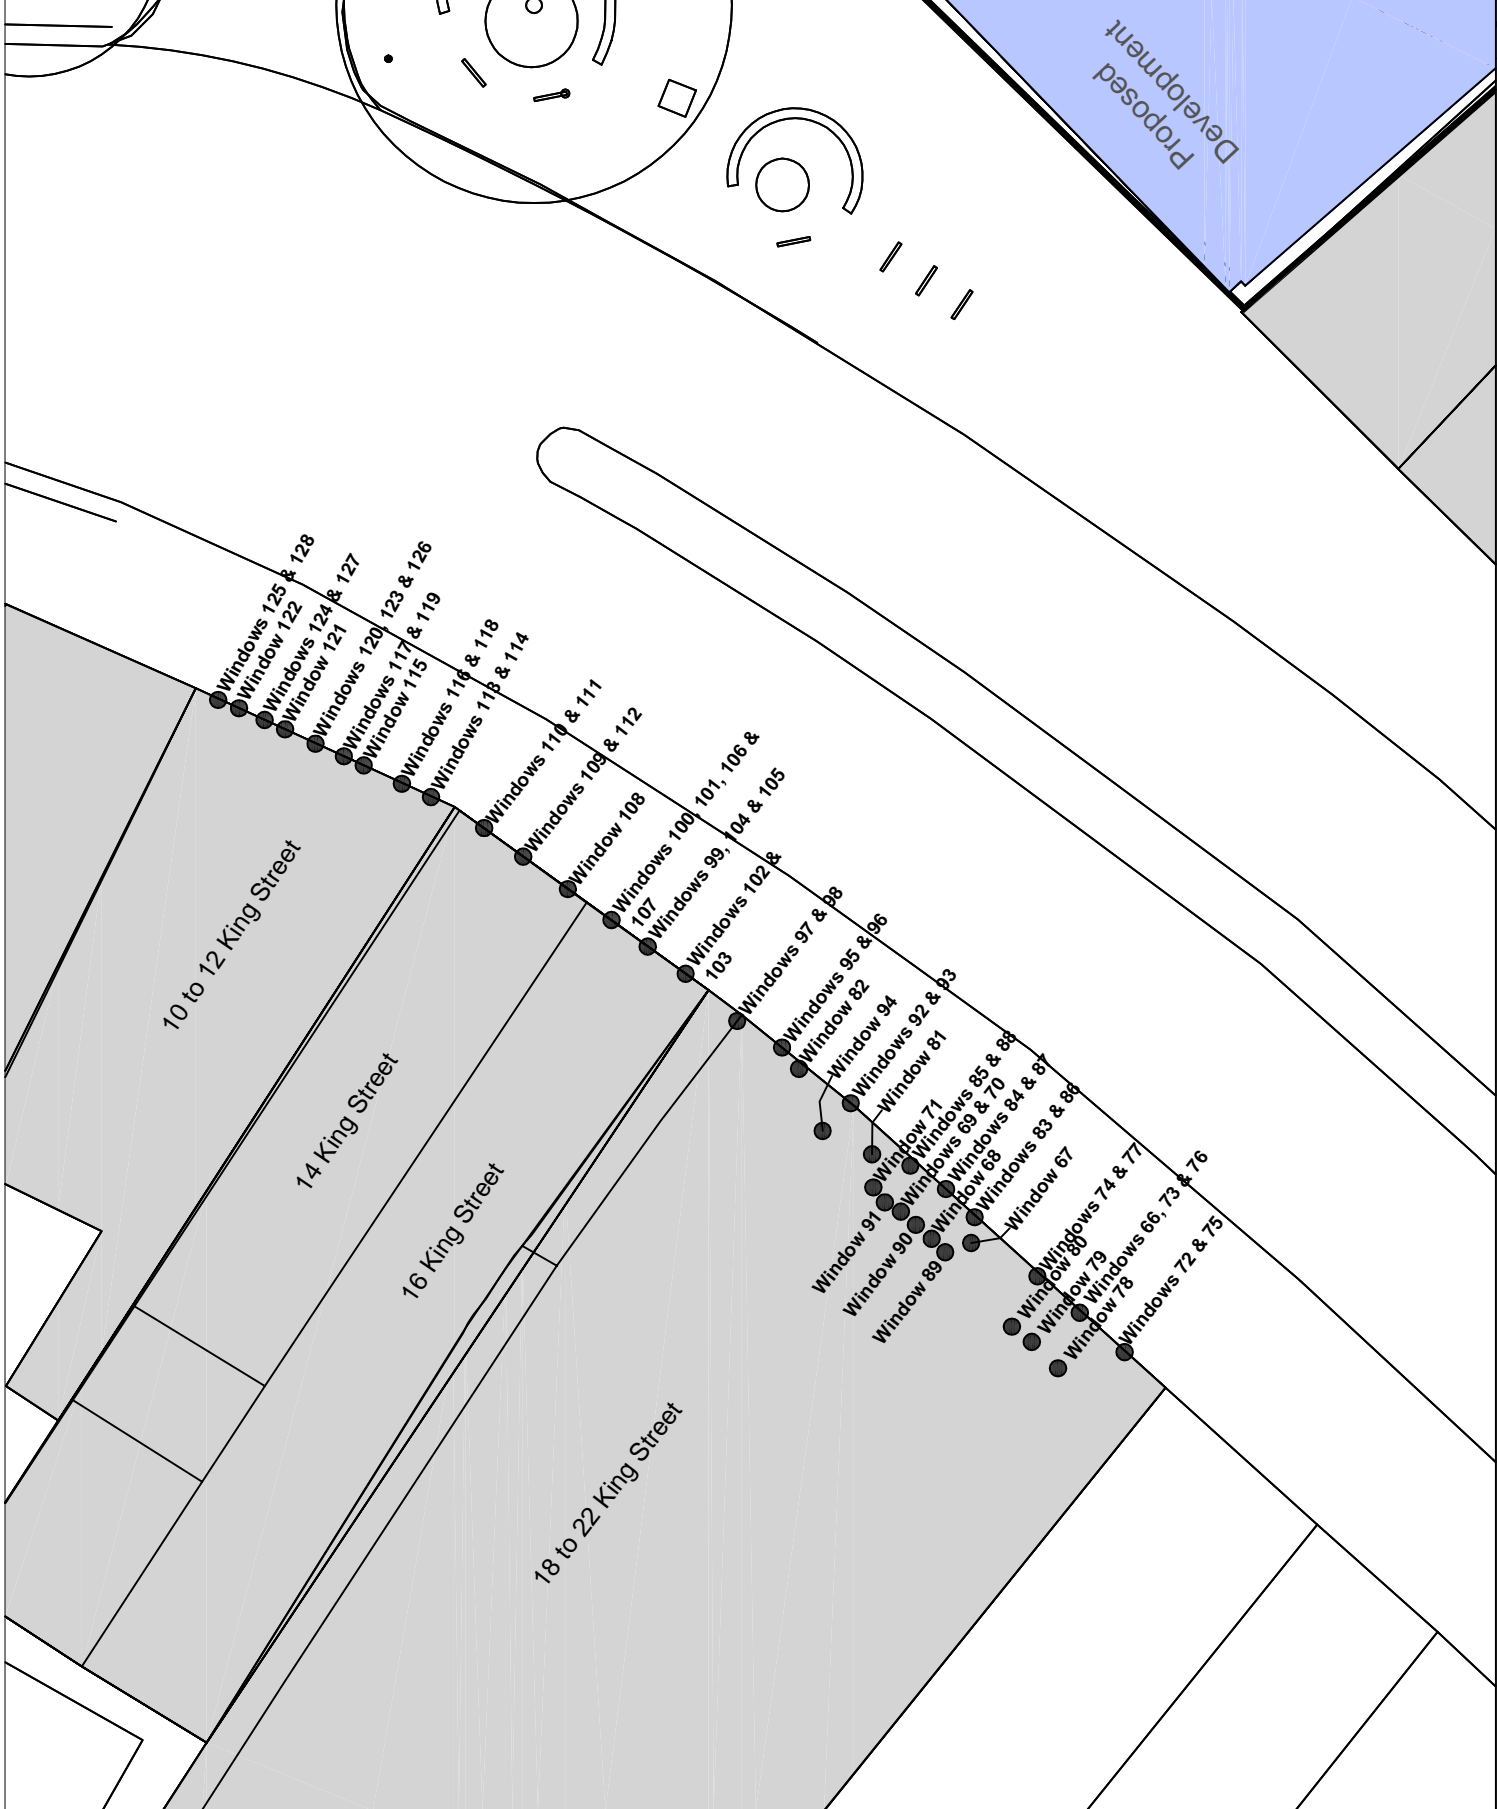 Proposed
Development
Windows 125 & 128
Window 122
Windows 124 & 127
Window 121
Windows 120, 123 & 126
Windows 117 & 119
Window 115
Windows 116 & 118
Windows 113 & 114
Windows 110 & 111
Windows 109 & 112
Window 108
Windows 100, 101, 106 &
107
Windows 99, 104 & 105
Windows 102 &
103
Windows 97 & 98
Windows 95 & 96
Window 82
Window 94
Windows 92 & 93
Window 81
Window 71
Windows 85 & 88
Windows 69 & 70
Windows 84 & 87
Window 68
Windows 83 & 86
Window 67
Window 91
Window 90
Window 89
Windows 74 & 77
Window 80
Windows 66, 73 & 76
Window 79
Window 78
Windows 72 & 75
10 to 12 King Street
14 King Street
16 King Street
18 to 22 King Street